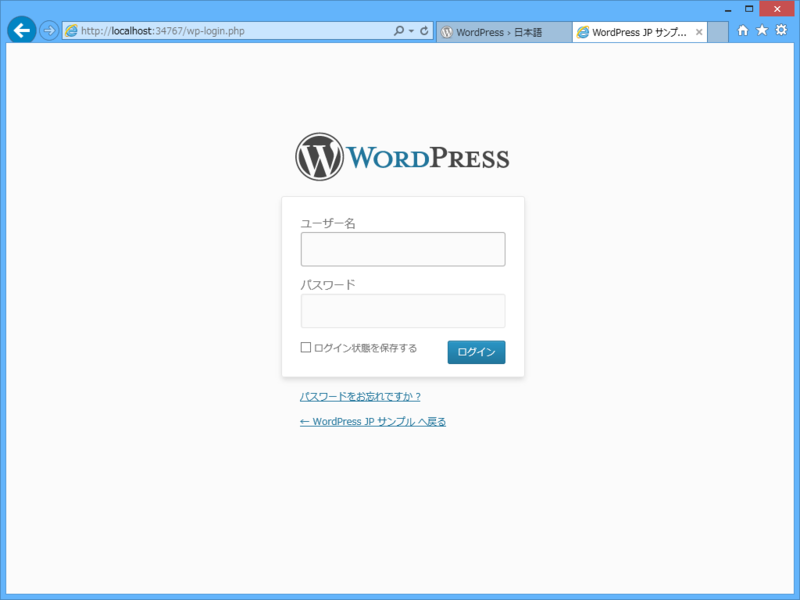 http://localhost:34767/wp-login.php
WordPress › 日本語
WordPress JP サンプ...
WORDPRESS
ユーザー名
パスワード
ログイン状態を保存する
ログイン
パスワードをお忘れですか ?
← WordPress JP サンプル へ戻る